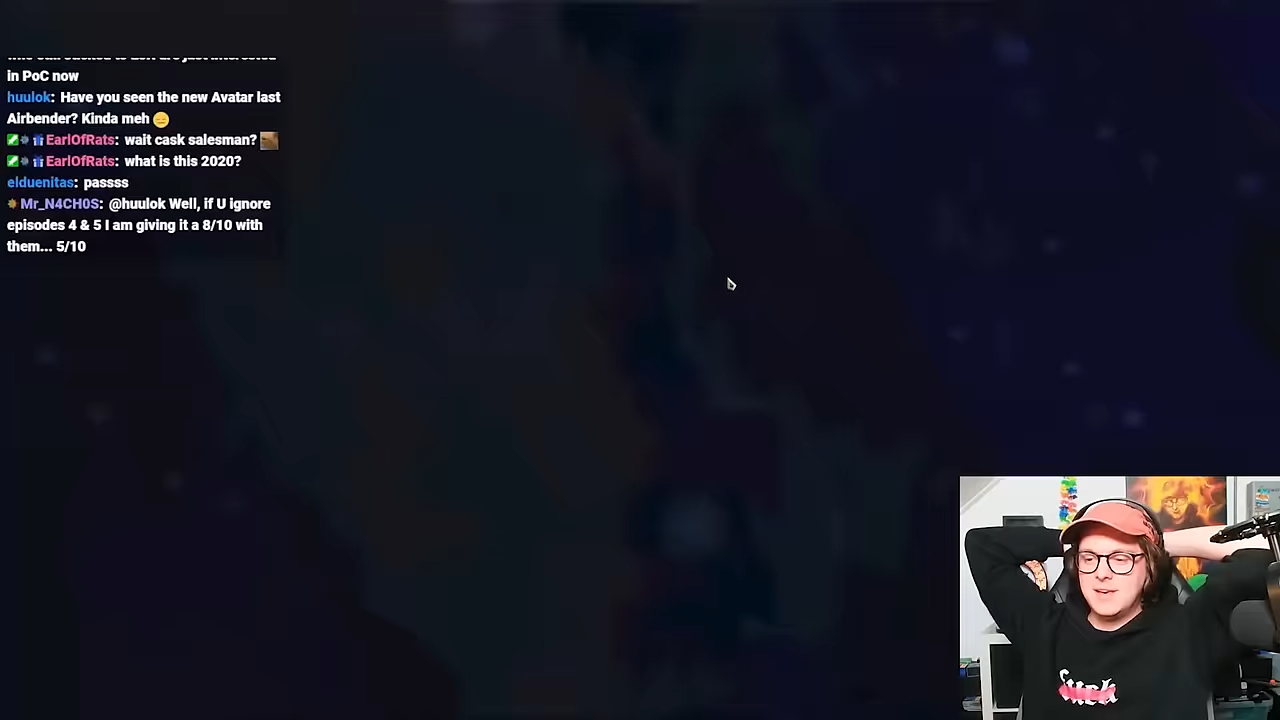 in PoC now
huulok: Have you seen the new Avatar last
Airbender? Kinda meh
EarlOfRats: wait cask salesman?
EarlOfRats: what is this 2020?
elduenitas: passss
Mr_N4CH0S: @huulok Well, if U ignore
episodes 4 & 5 I am giving it a 8/10 with
them... 5/10